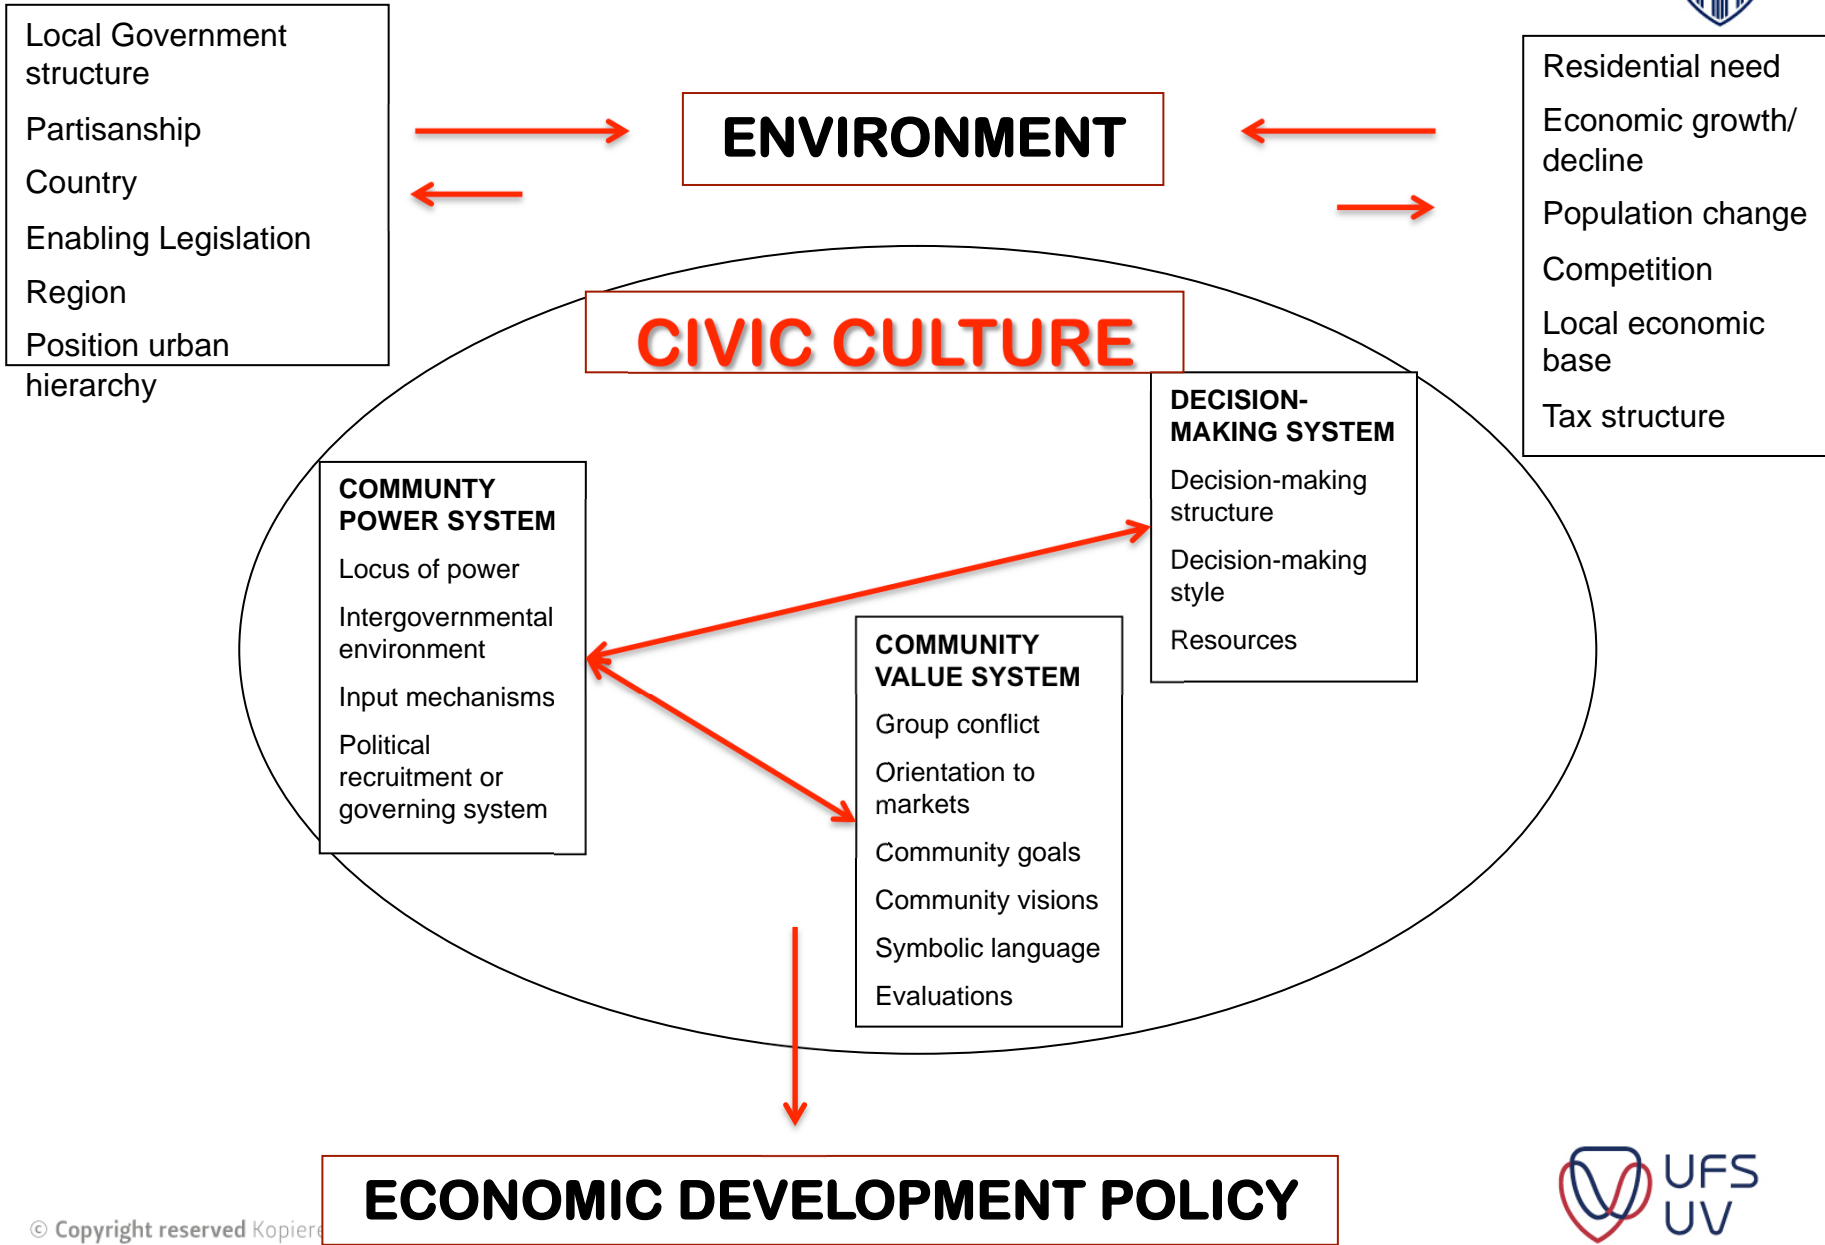 Local Government
structure
Partisanship
Country
Enabling Legislation
Region
Position urban
hierarchy
ENVIRONMENT
Residential need
Economic growth/
decline
Population change
Competition
Local economic
base
Tax structure
CIVIC CULTURE
COMMUNTY
POWER SYSTEM
Locus of power
Intergovernmental
environment
Input mechanisms
Political
recruitment or
governing system
COMMUNITY
VALUE SYSTEM
Group conflict
Orientation to
markets
Community goals
Community visions
Symbolic language
Evaluations
DECISION-
MAKING SYSTEM
Decision-making
structure
Decision-making
style
Resources
ECONOMIC DEVELOPMENT POLICY
© Copyright reserved
UFS
UV